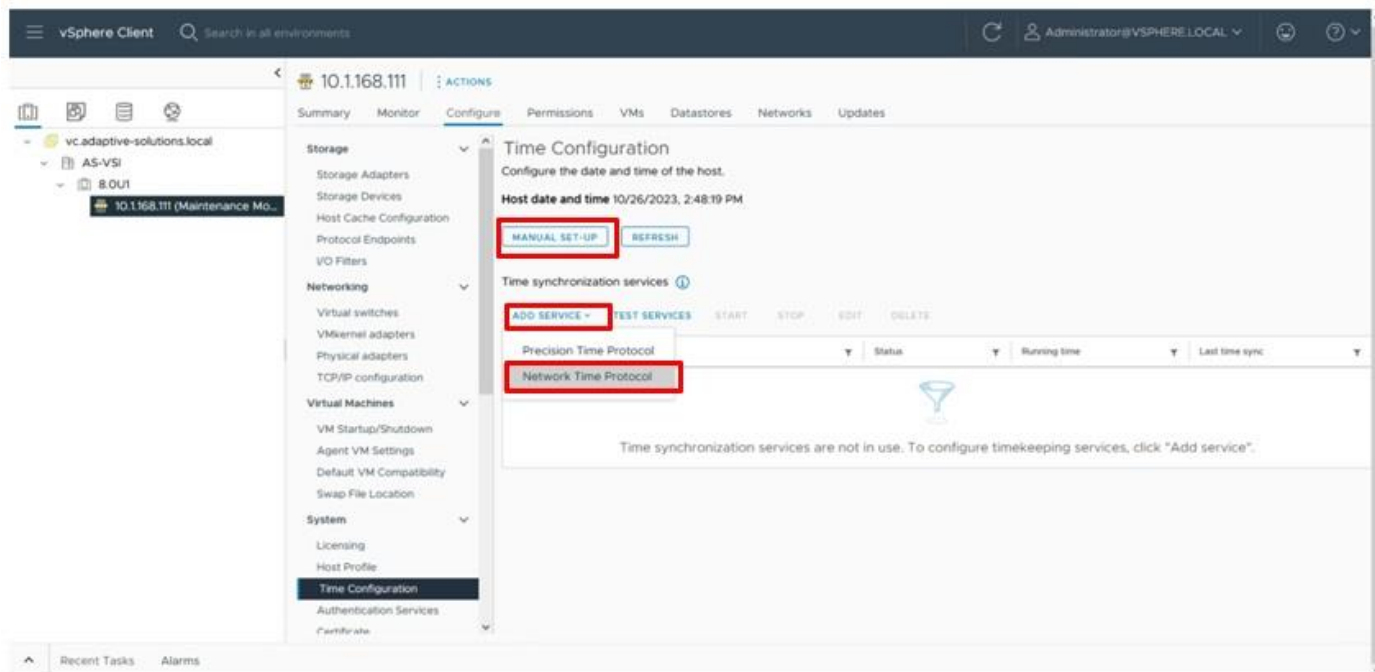 vSphere Client
Search in all environments
Administrator@VSPHERE.LOCAL
vc.adaptive-solutions.local
AS-VSI
8.0U1
10.1.168.111 (Maintenance Mo...
10.1.168.111
ACTIONS
Summary Monitor Configure Permissions VMs Datastores Networks Updates
Storage
Storage Adapters
Storage Devices
Host Cache Configuration
Protocol Endpoints
I/O Filters
Networking
Virtual switches
VMkernel adapters
Physical adapters
TCP/IP configuration
Virtual Machines
VM Startup/Shutdown
Agent VM Settings
Default VM Compatibility
Swap File Location
System
Licensing
Host Profile
Time Configuration
Authentication Services
Certificate
Time Configuration
Configure the date and time of the host.
Host date and time 10/26/2023, 2:48:19 PM
MANUAL SET-UP REFRESH
Time synchronization services
ADD SERVICE TEST SERVICES START STOP EDIT DELETE
Precision Time Protocol
Network Time Protocol
Status Running time Last time sync
Time synchronization services are not in use. To configure timekeeping services, click "Add service".
Recent Tasks Alarms